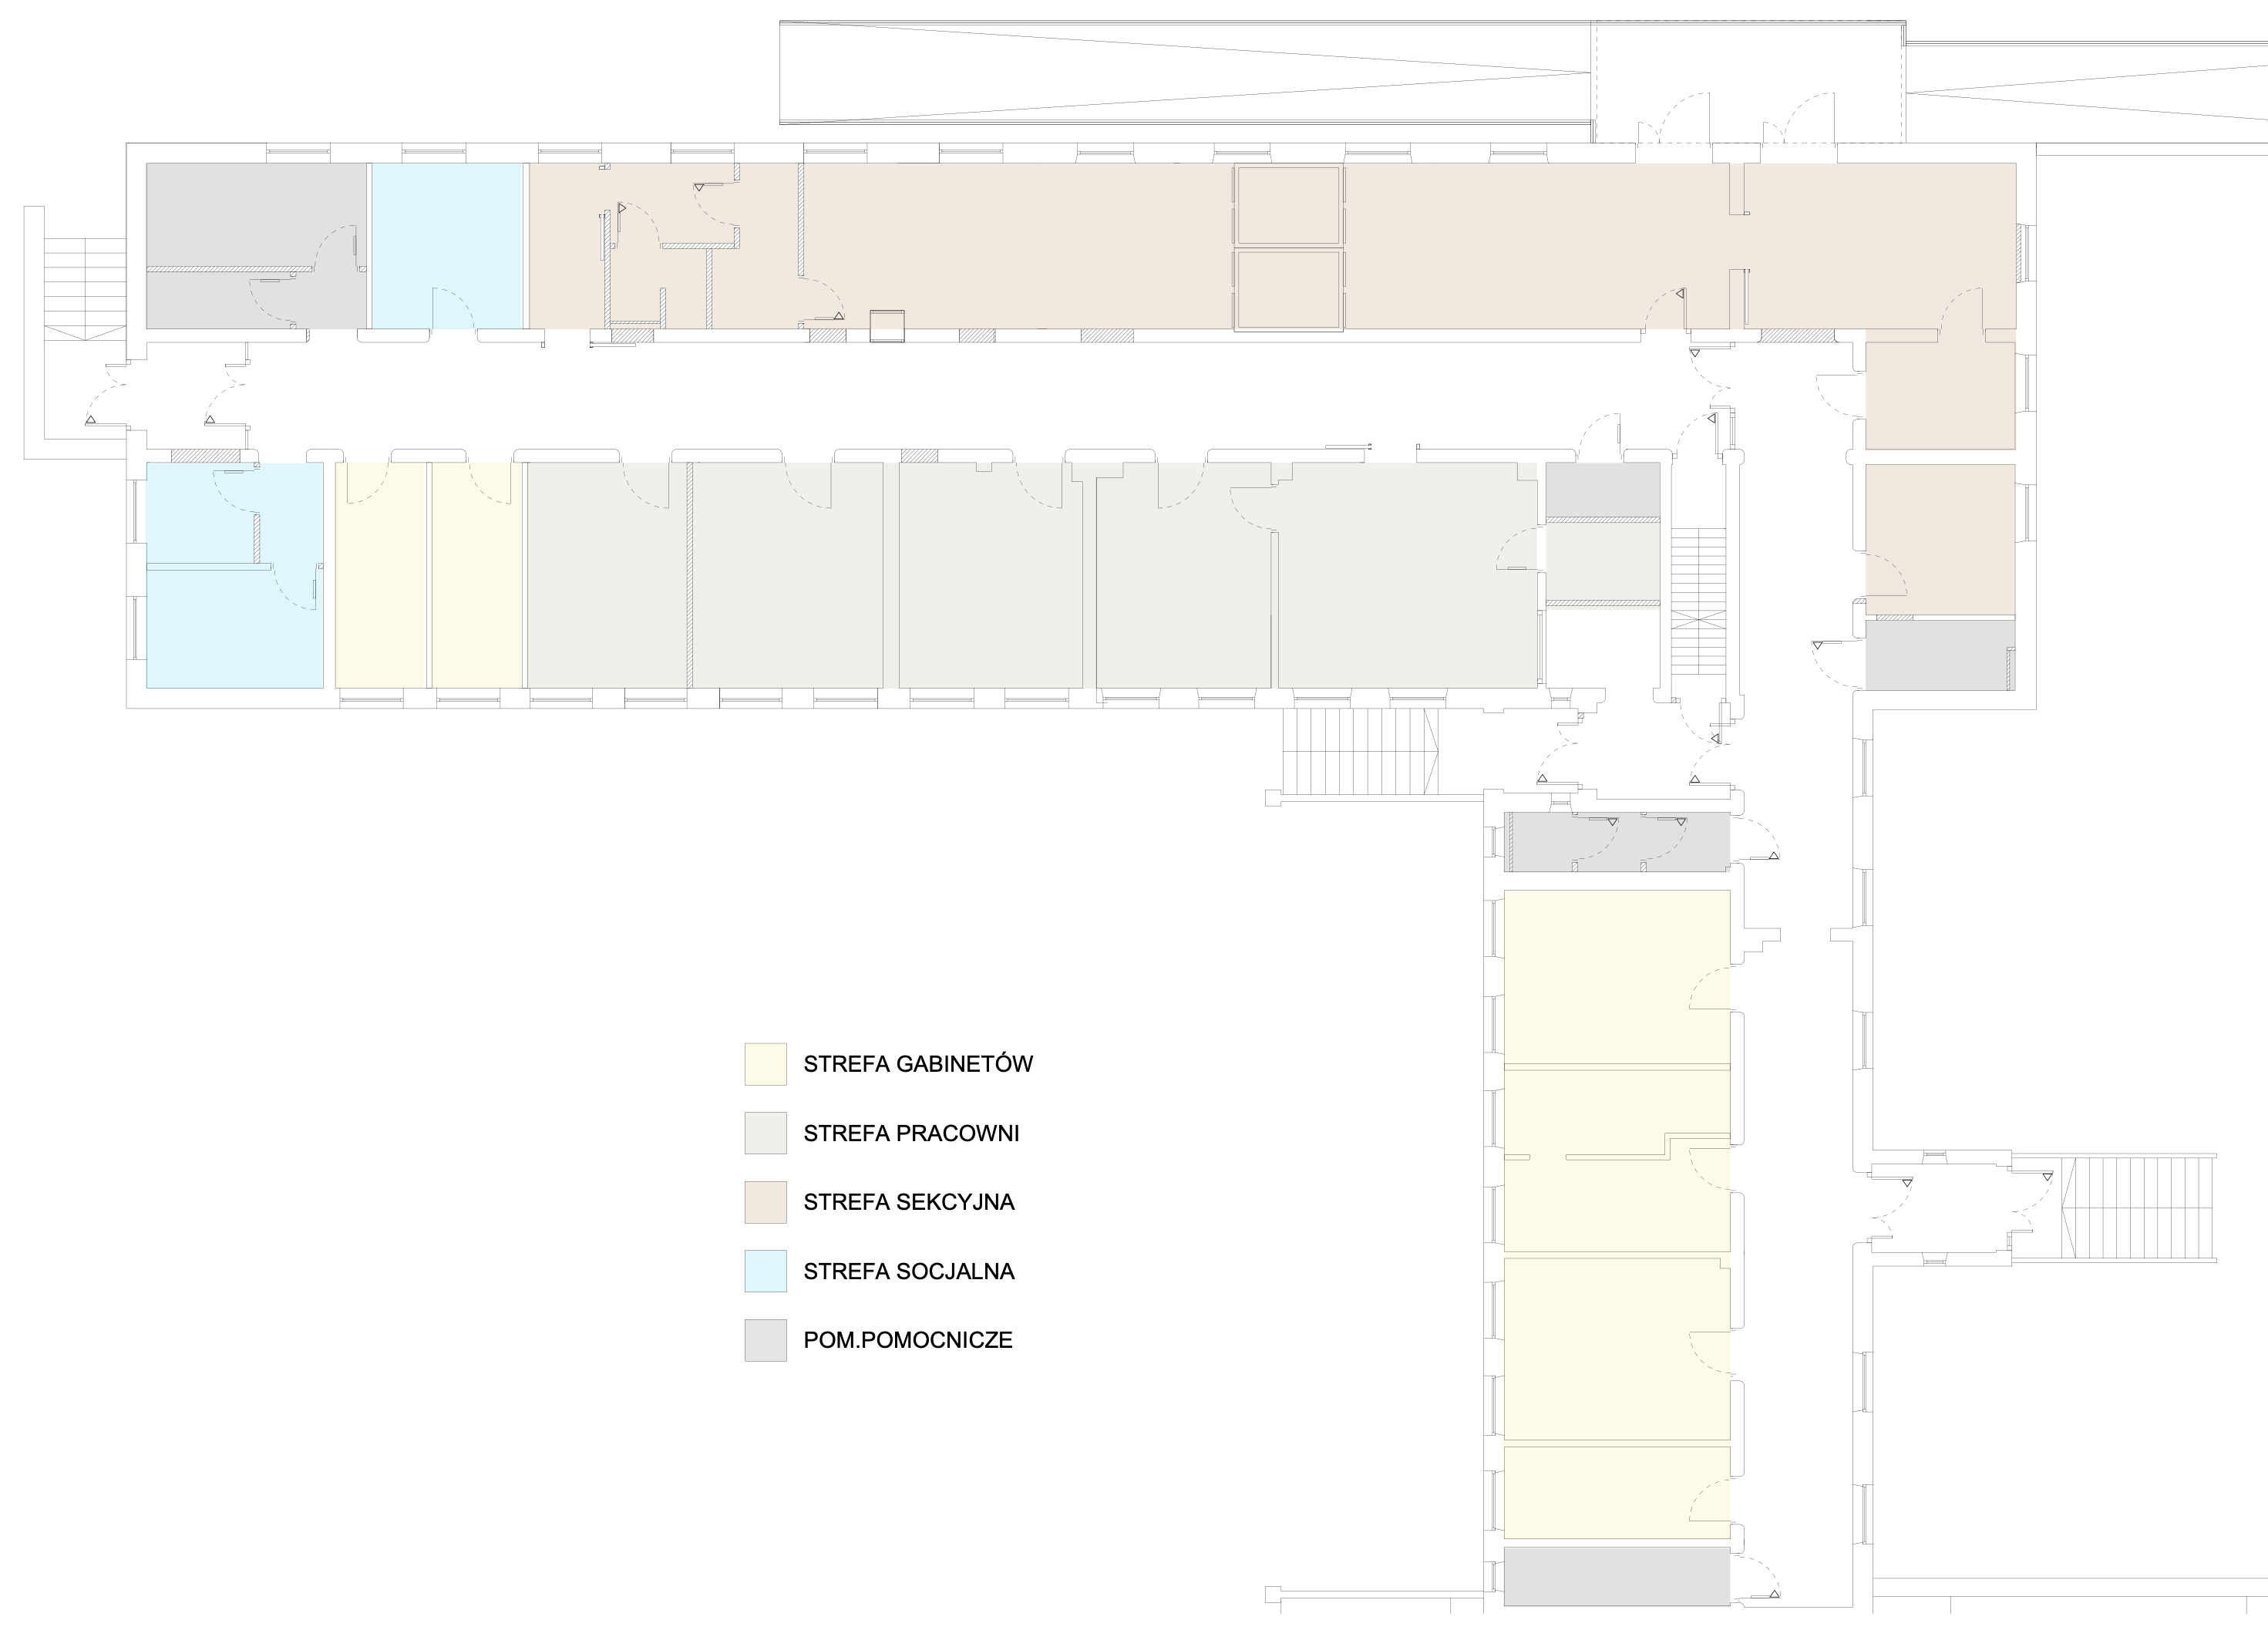 STREFA GABINETÓW
STREFA PRACOWNI
STREFA SEKCYJNA
STREFA SOCJALNA
POM.POMOCNICZE